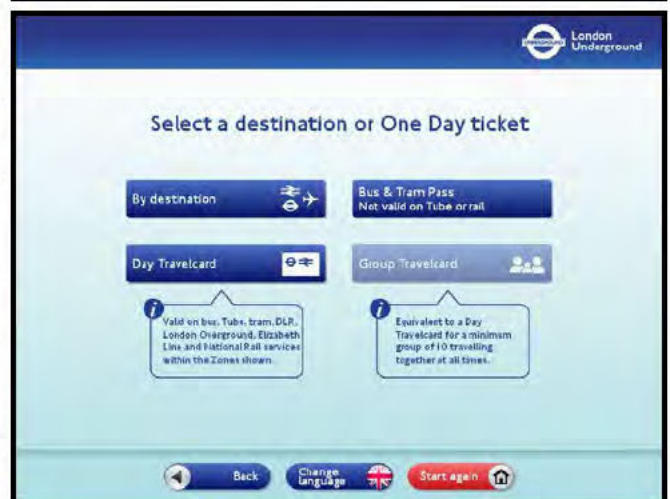 London
Underground
UNDERGROUND
Select a destination or One Day ticket
By destination
Bus & Tram Pass
Not valid on Tube or rail
Day Travelcard
Group Travelcard
Valid on bus, Tube, tram, DLR,
London Overground, Elizabeth
Line and National Rail services
within the Zones shown.
Equivalent to a Day
Travelcard for a minimum
group of 10 travelling
together at all times.
Back
Change
language
Start again